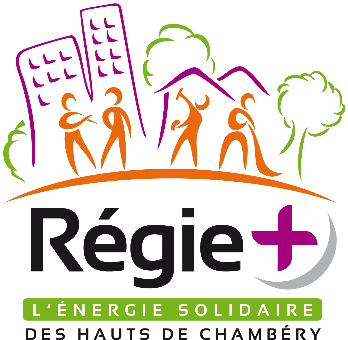 Régie+
L'ÉNERGIE SOLIDAIRE
DES HAUTS DE CHAMBÉRY